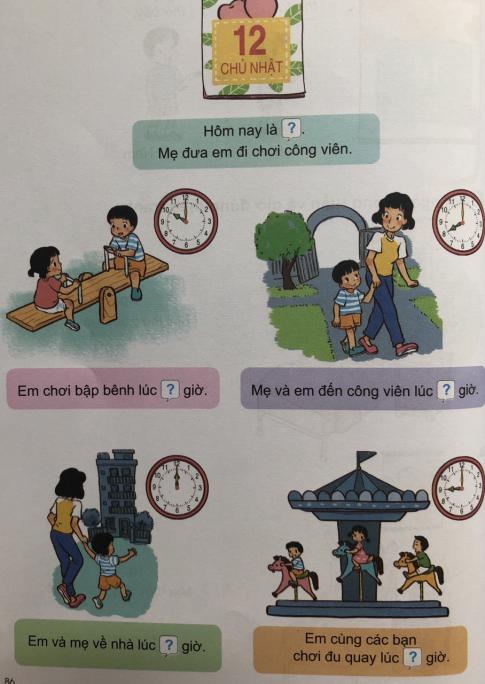 12
CHỦ NHẬT
Hôm nay là ?.
Mẹ đưa em đi chơi công viên.
Em chơi bập bênh lúc ? giờ.
Mẹ và em đến công viên lúc ? giờ.
Em và mẹ về nhà lúc ? giờ.
Em cùng các bạn
chơi đu quay lúc ? giờ.
86